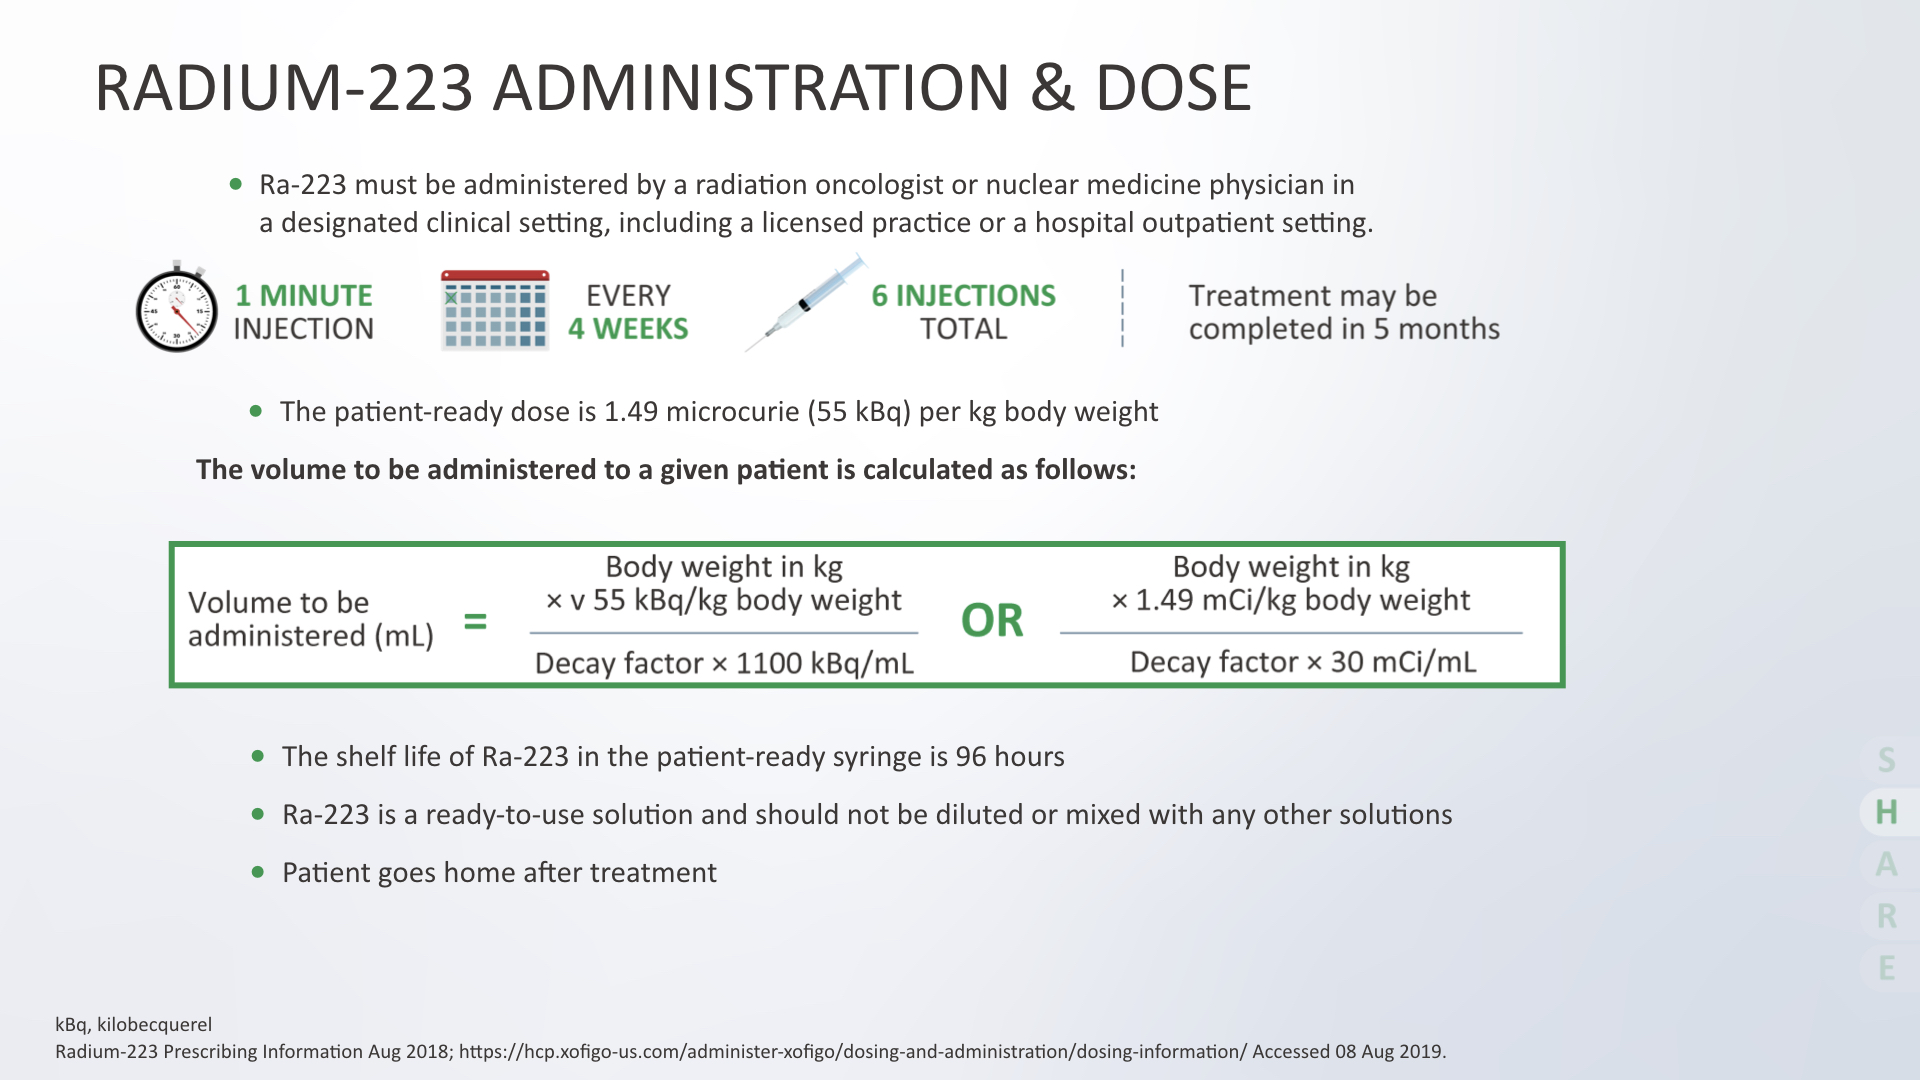 RADIUM-223 ADMINISTRATION & DOSE
• Ra-223 must be administered by a radiation oncologist or nuclear medicine physician in
a designated clinical setting, including a licensed practice or a hospital outpatient setting.
1 MINUTE
INJECTION
EVERY
4 WEEKS
6 INJECTIONS
TOTAL
Treatment may be
completed in 5 months
• The patient-ready dose is 1.49 microcurie (55 kBq) per kg body weight
The volume to be administered to a given patient is calculated as follows:
Volume to be
administered (mL)
=
Body weight in kg
× v 55 kBq/kg body weight
Decay factor × 1100 kBq/mL
OR
Body weight in kg
× 1.49 mCi/kg body weight
Decay factor × 30 mCi/mL
• The shelf life of Ra-223 in the patient-ready syringe is 96 hours
• Ra-223 is a ready-to-use solution and should not be diluted or mixed with any other solutions
• Patient goes home after treatment
S
H
A
R
E
kBq, kilobecquerel
Radium-223 Prescribing Information Aug 2018; https://hcp.xofigo-us.com/administer-xofigo/dosing-and-administration/dosing-information/ Accessed 08 Aug 2019.